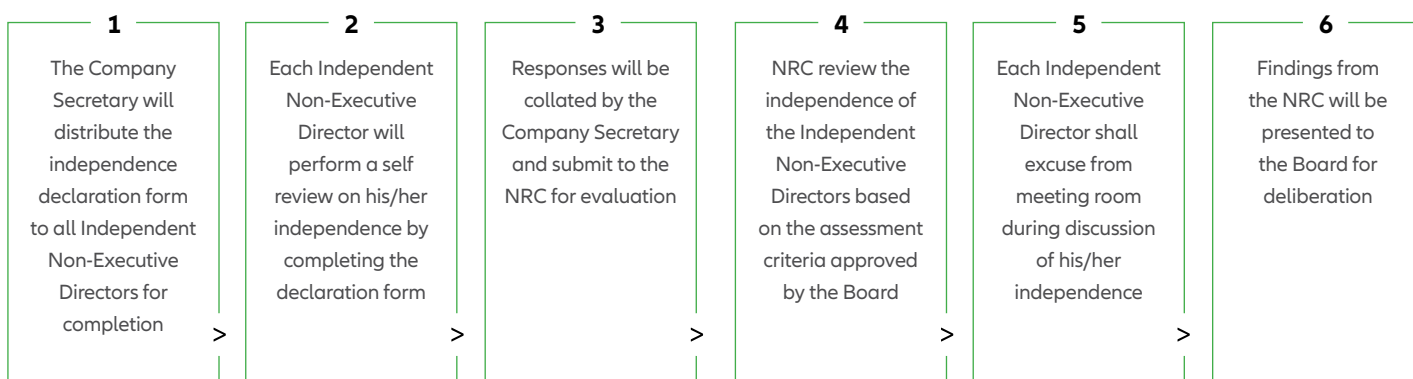 1
The Company
Secretary will
distribute the
independence
declaration form
to all Independent
Non-Executive
Directors for
completion
>
2
Each Independent
Non-Executive
Director will
perform a self
review on his/her
independence by
completing the
declaration form
>
3
Responses will be
collated by the
Company Secretary
and submit to the
NRC for evaluation
>
4
NRC review the
independence of
the Independent
Non-Executive
Directors based
on the assessment
criteria approved
by the Board
>
5
Each Independent
Non-Executive
Director shall
excuse from
meeting room
during discussion
of his/her
independence
>
6
Findings from
the NRC will be
presented to
the Board for
deliberation